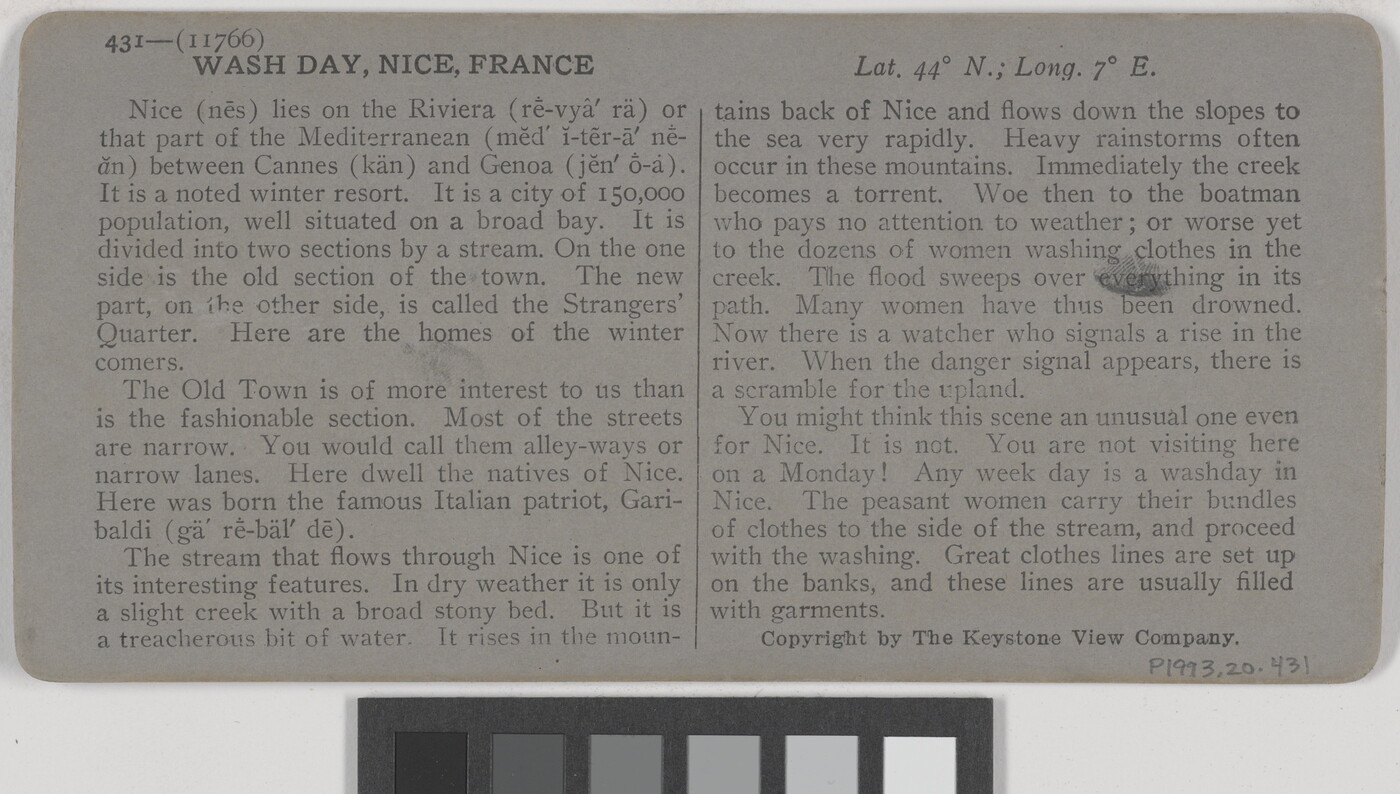 431—(11766)
WASH DAY, NICE, FRANCE
Lat. 44° N.; Long. 7° E.
Nice (nēs) lies on the Riviera (rė̄-vyâ′ rä) or
that part of the Mediterranean (mĕd′ ĭ-tẽr-ā′ nė̄-
ăn) between Cannes (kän) and Genoa (jĕn′ ȱ-ȧ).
It is a noted winter resort. It is a city of 150,000
population, well situated on a broad bay. It is
divided into two sections by a stream. On the one
side is the old section of the town. The new
part, on the other side, is called the Strangers’
Quarter. Here are the homes of the winter
comers.
The Old Town is of more interest to us than
is the fashionable section. Most of the streets
are narrow. You would call them alley-ways or
narrow lanes. Here dwell the natives of Nice.
Here was born the famous Italian patriot, Gari-
baldi (gä′ rė̄-bäl′ dē).
The stream that flows through Nice is one of
its interesting features. In dry weather it is only
a slight creek with a broad stony bed. But it is
a treacherous bit of water. It rises in the moun-
tains back of Nice and flows down the slopes to
the sea very rapidly. Heavy rainstorms often
occur in these mountains. Immediately the creek
becomes a torrent. Woe then to the boatman
who pays no attention to weather; or worse yet
to the dozens of women washing clothes in the
creek. The flood sweeps over everything in its
path. Many women have thus been drowned.
Now there is a watcher who signals a rise in the
river. When the danger signal appears, there is
a scramble for the upland.
You might think this scene an unusual one even
for Nice. It is not. You are not visiting here
on a Monday! Any week day is a washday in
Nice. The peasant women carry their bundles
of clothes to the side of the stream, and proceed
with the washing. Great clothes lines are set up
on the banks, and these lines are usually filled
with garments.
Copyright by The Keystone View Company.
P1993.20.431